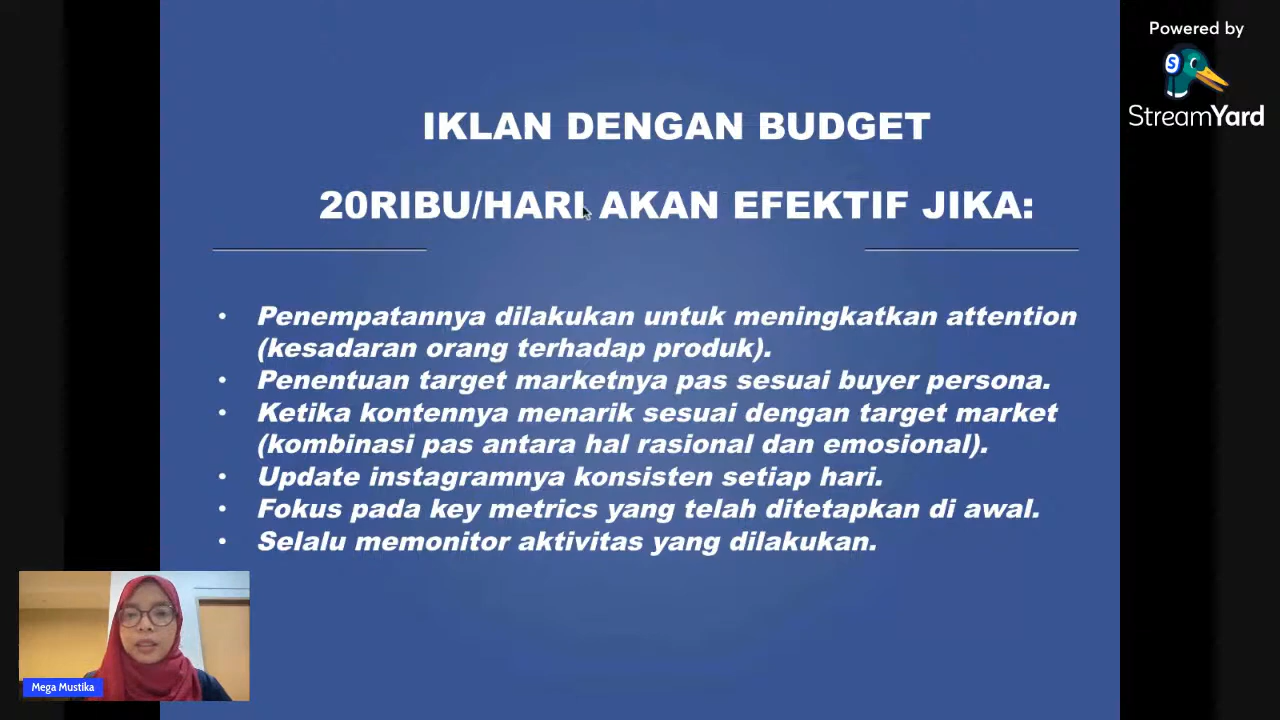 Powered by
StreamYard
IKLAN DENGAN BUDGET
20RIBU/HARI AKAN EFEKTIF JIKA:
• Penempatannya dilakukan untuk meningkatkan attention
(kesadaran orang terhadap produk).
• Penentuan target marketnya pas sesuai buyer persona.
• Ketika kontennya menarik sesuai dengan target market
(kombinasi pas antara hal rasional dan emosional).
• Update instagramnya konsisten setiap hari.
• Fokus pada key metrics yang telah ditetapkan di awal.
• Selalu memonitor aktivitas yang dilakukan.
Mega Mustika